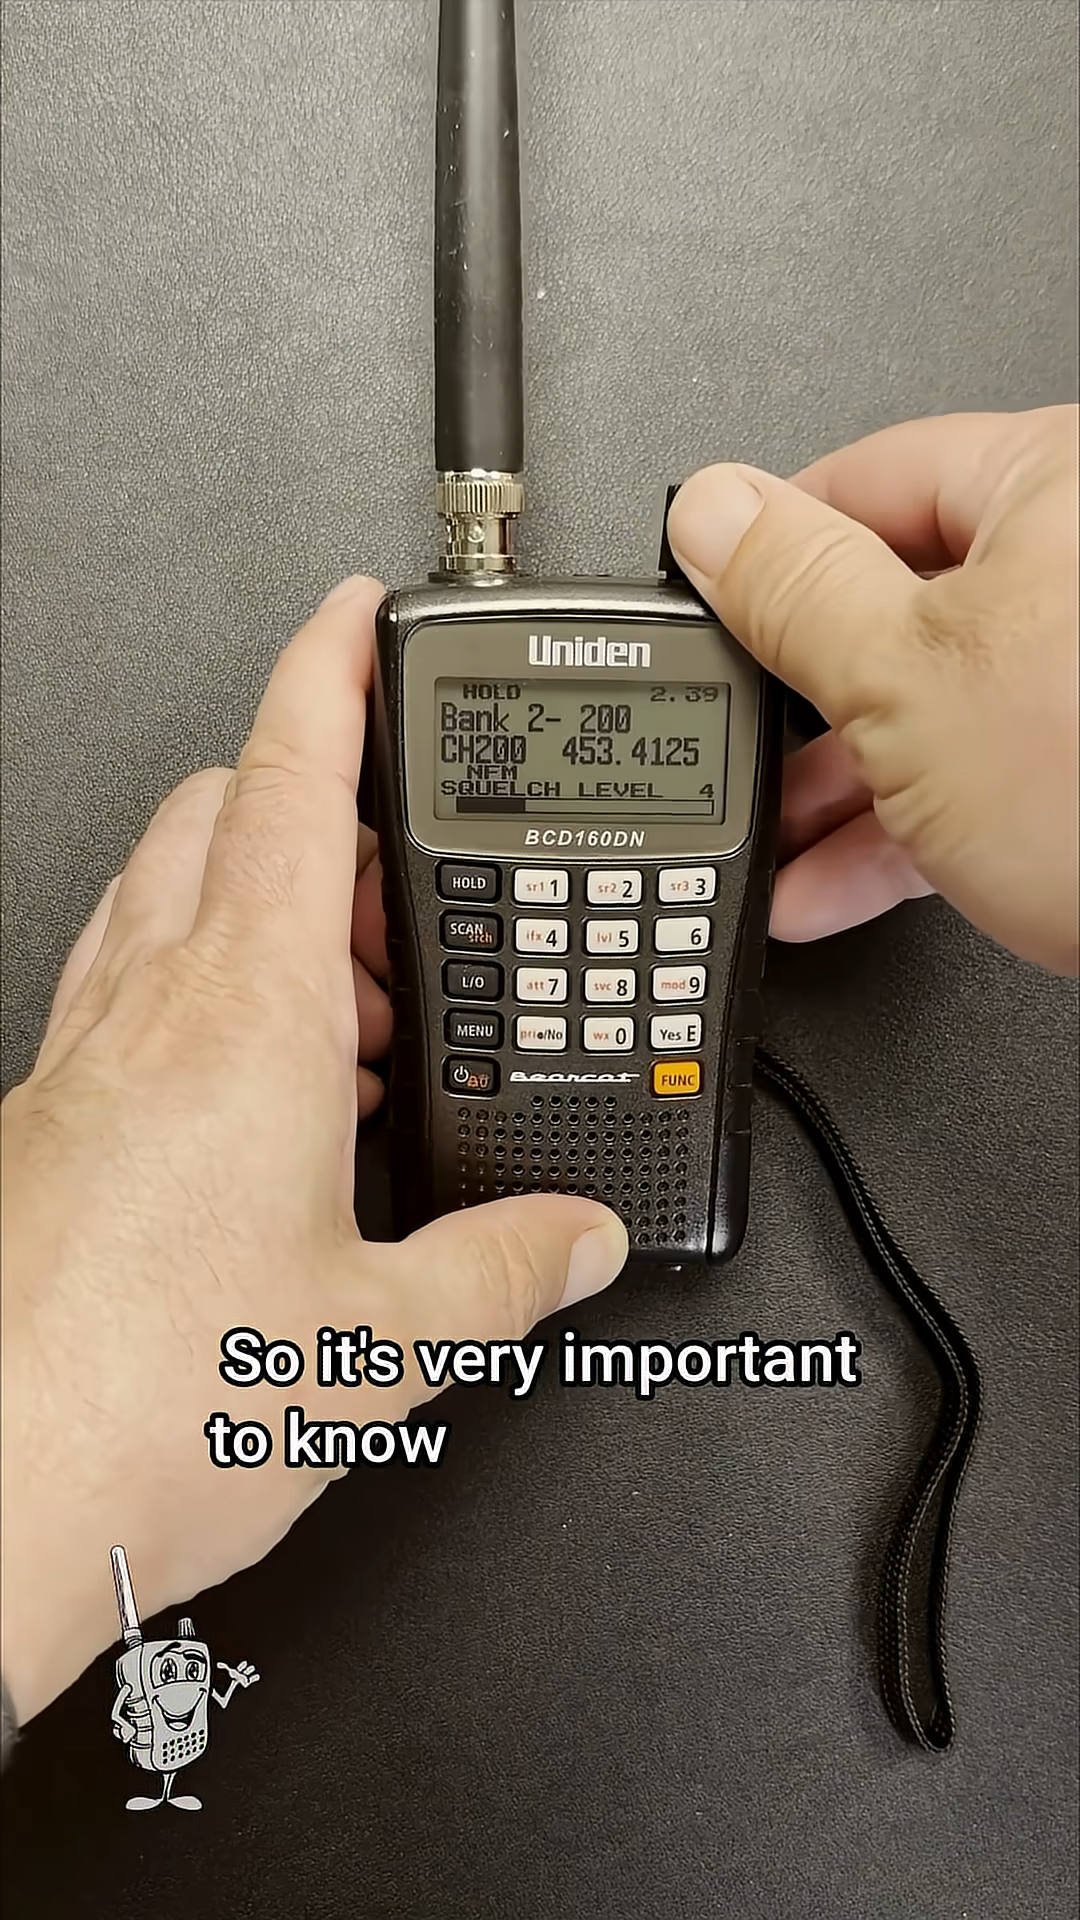 Uniden
HOLD 2.39
Bank 2- 200
CH200 453.4125
NFM
SQUELCH LEVEL 4
BCD160DN
HOLD sr1 1 sr2 2 sr3 3
SCAN srch ifx 4 lvl 5 6
L/O att 7 svc 8 mod 9
MENU pri•/No wx 0 Yes E
Bearcat FUNC
So it's very important
to know